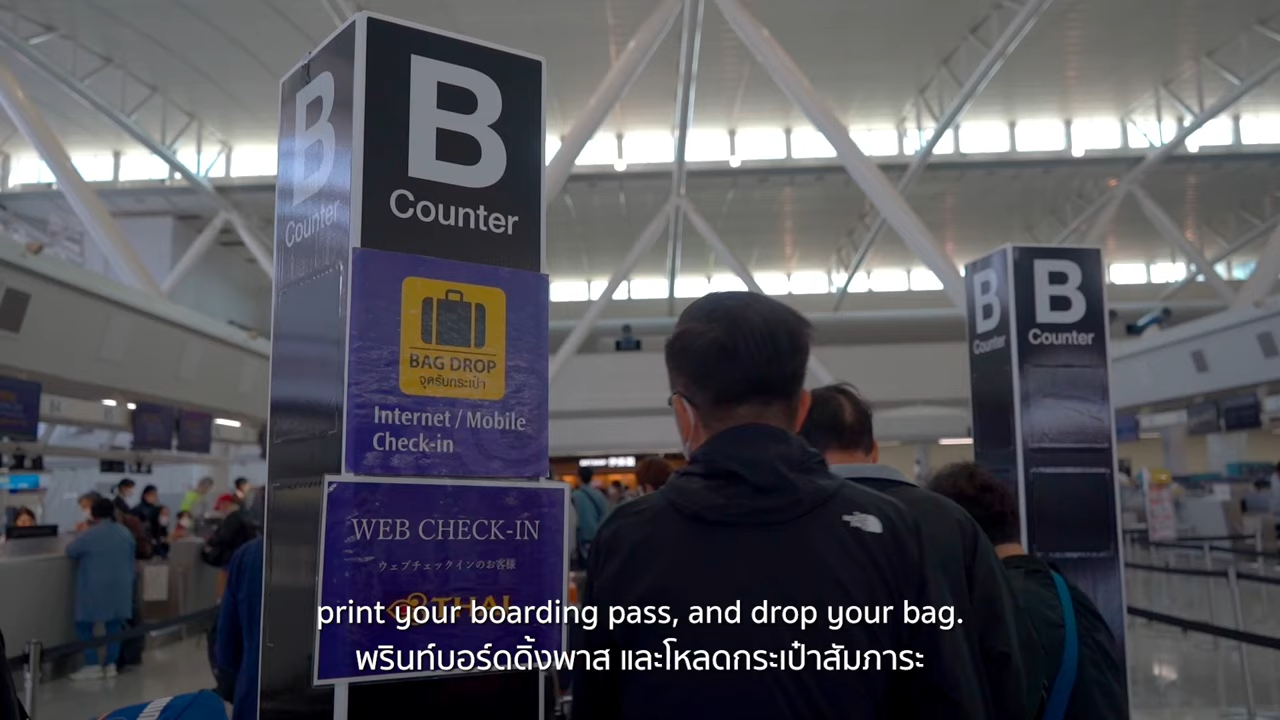 B
Counter
B
Counter
BAG DROP
จุดรับกระเป๋า
Internet / Mobile
Check-in
WEB CHECK-IN
ウェブチェックインのお客様
THAI
B
Counter
B
Counter
print your boarding pass, and drop your bag.
พรินท์บอร์ดดิ้งพาส และโหลดกระเป๋าสัมภาระ